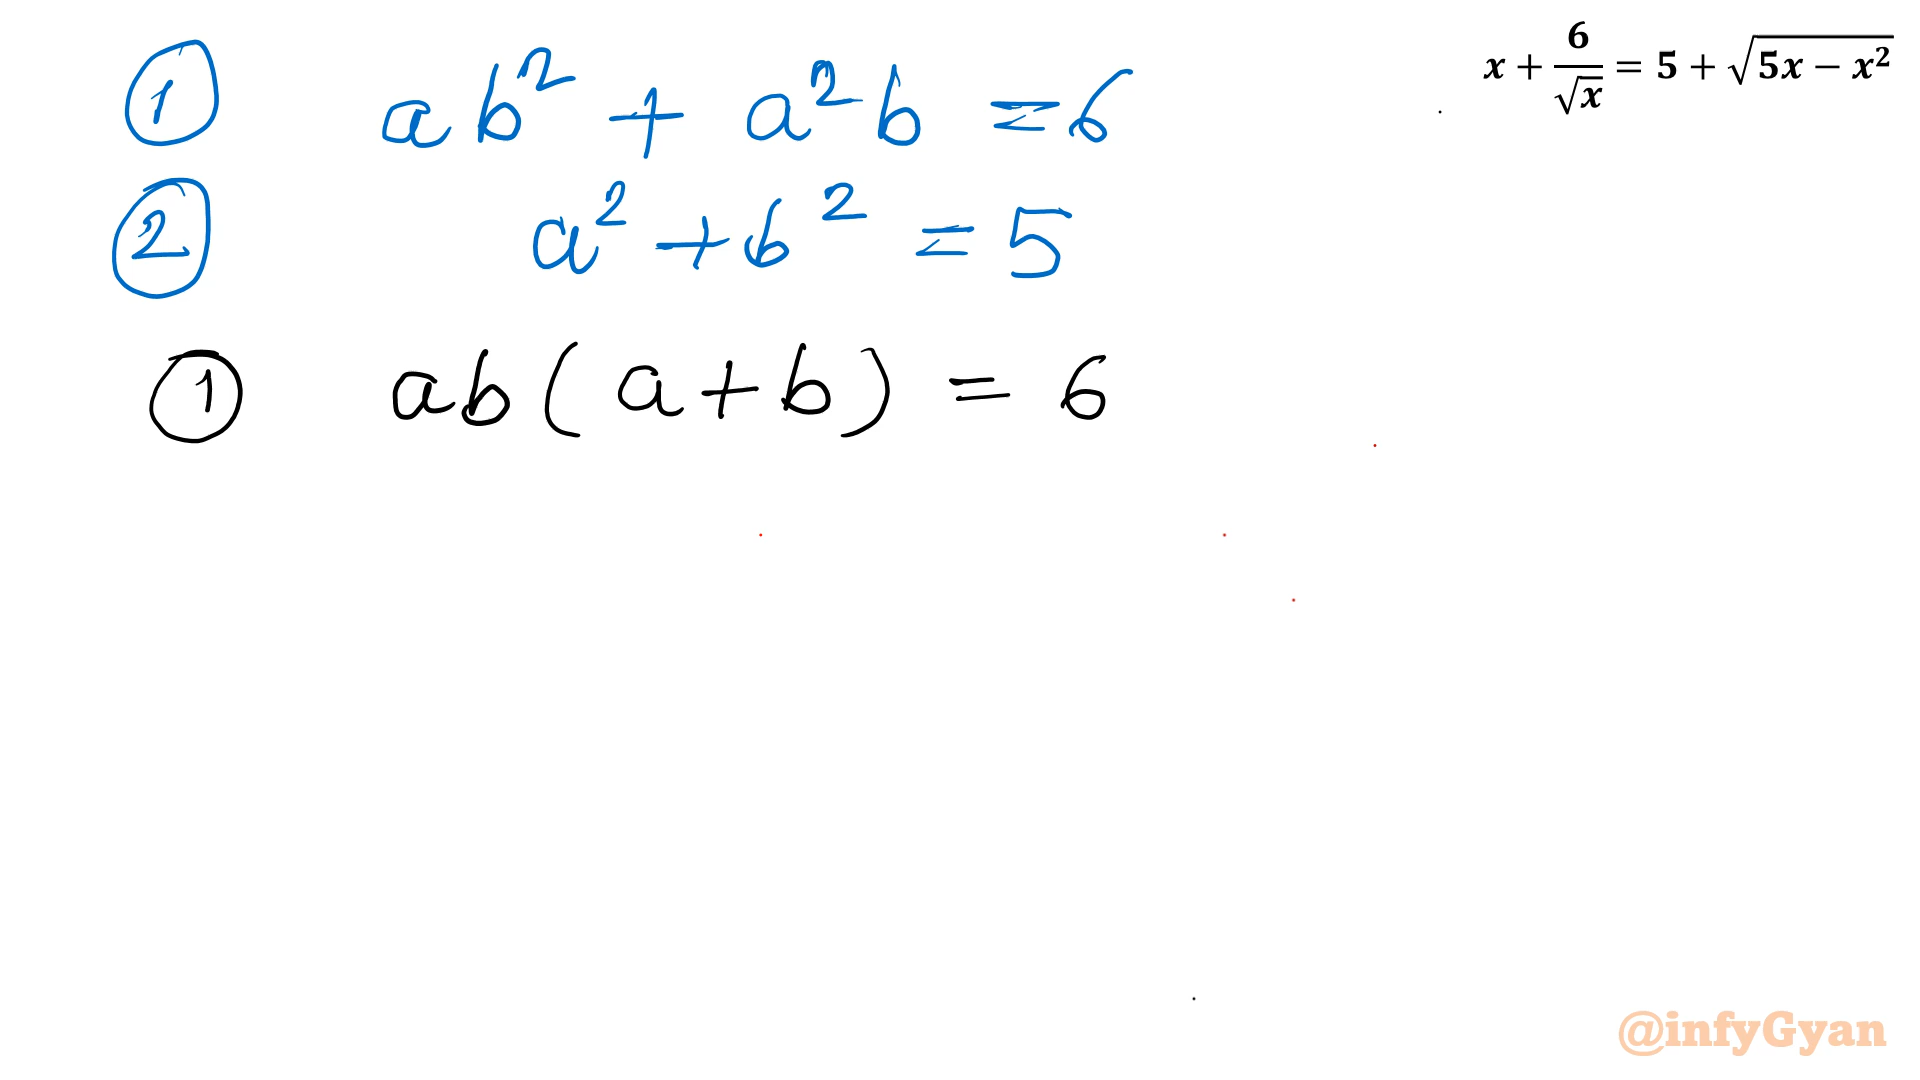 ① ab² + a²b = 6
x + 6/√x = 5 + √(5x − x²)
② a² + b² = 5
① ab(a + b) = 6
@infyGyan